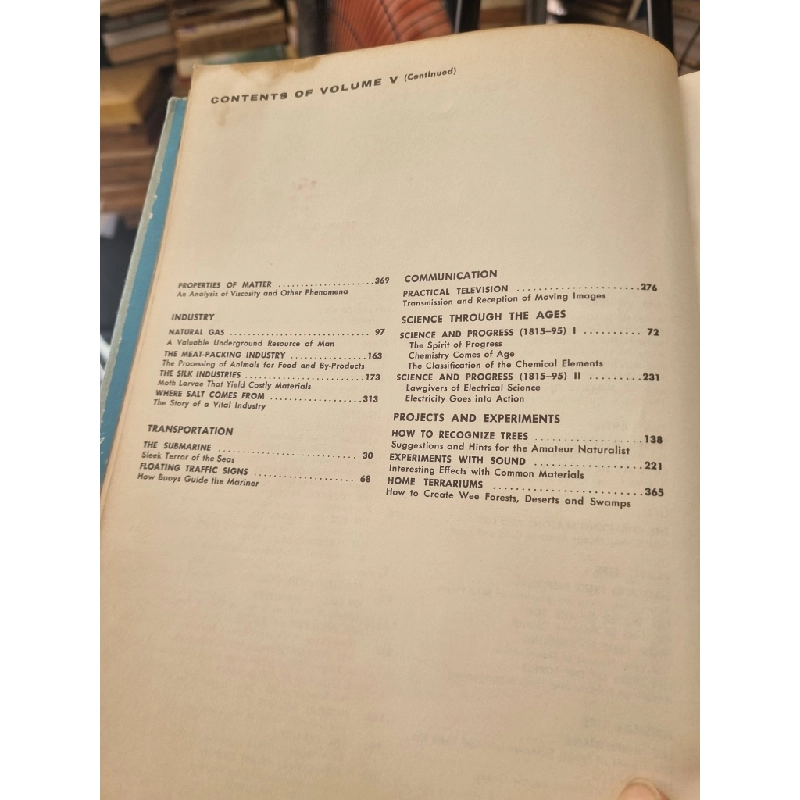 CONTENTS OF VOLUME V (Continued)
PROPERTIES OF MATTER ....................369
An Analysis of Viscosity and Other Phenomena
INDUSTRY
NATURAL GAS ........................... 97
A Valuable Underground Resource of Man
THE MEAT-PACKING INDUSTRY ...............163
The Processing of Animals for Food and By-Products
THE SILK INDUSTRIES ......................173
Moth Larvae That Yield Costly Materials
WHERE SALT COMES FROM ..................313
The Story of a Vital Industry
TRANSPORTATION
THE SUBMARINE ........................... 30
Sleek Terror of the Seas
FLOATING TRAFFIC SIGNS ................... 68
How Buoys Guide the Mariner
COMMUNICATION
PRACTICAL TELEVISION .....................276
Transmission and Reception of Moving Images
SCIENCE THROUGH THE AGES
SCIENCE AND PROGRESS (1815-95) I .......... 72
The Spirit of Progress
Chemistry Comes of Age
The Classification of the Chemical Elements
SCIENCE AND PROGRESS (1815-95) II .........231
Lawgivers of Electrical Science
Electricity Goes into Action
PROJECTS AND EXPERIMENTS
HOW TO RECOGNIZE TREES ..................138
Suggestions and Hints for the Amateur Naturalist
EXPERIMENTS WITH SOUND ..................221
Interesting Effects with Common Materials
HOME TERRARIUMS .........................365
How to Create Wee Forests, Deserts and Swamps